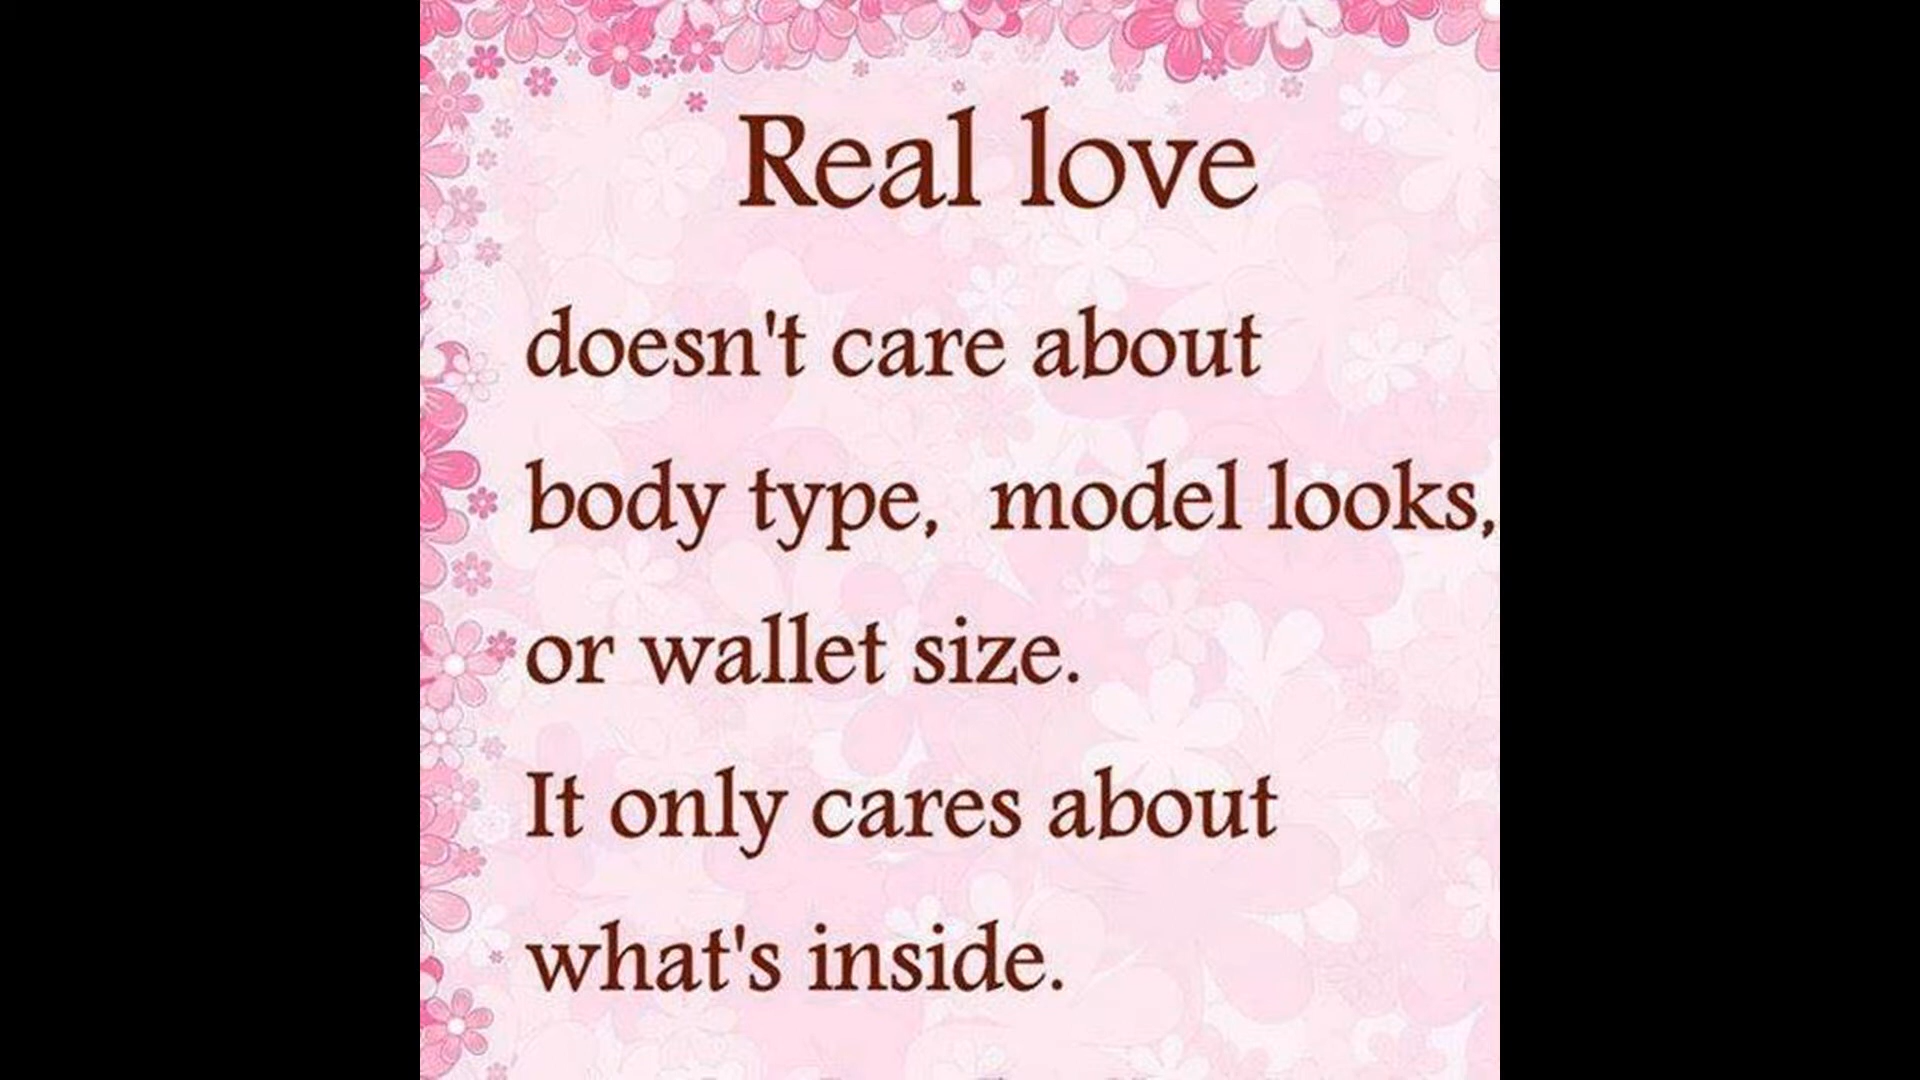 Real love
doesn't care about
body type,  model looks,
or wallet size.
It only cares about
what's inside.